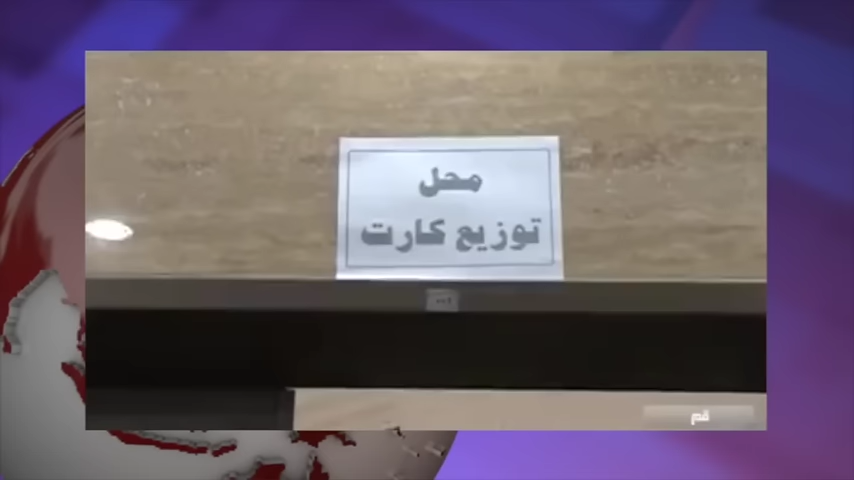 محل
توزیع کارت
قم